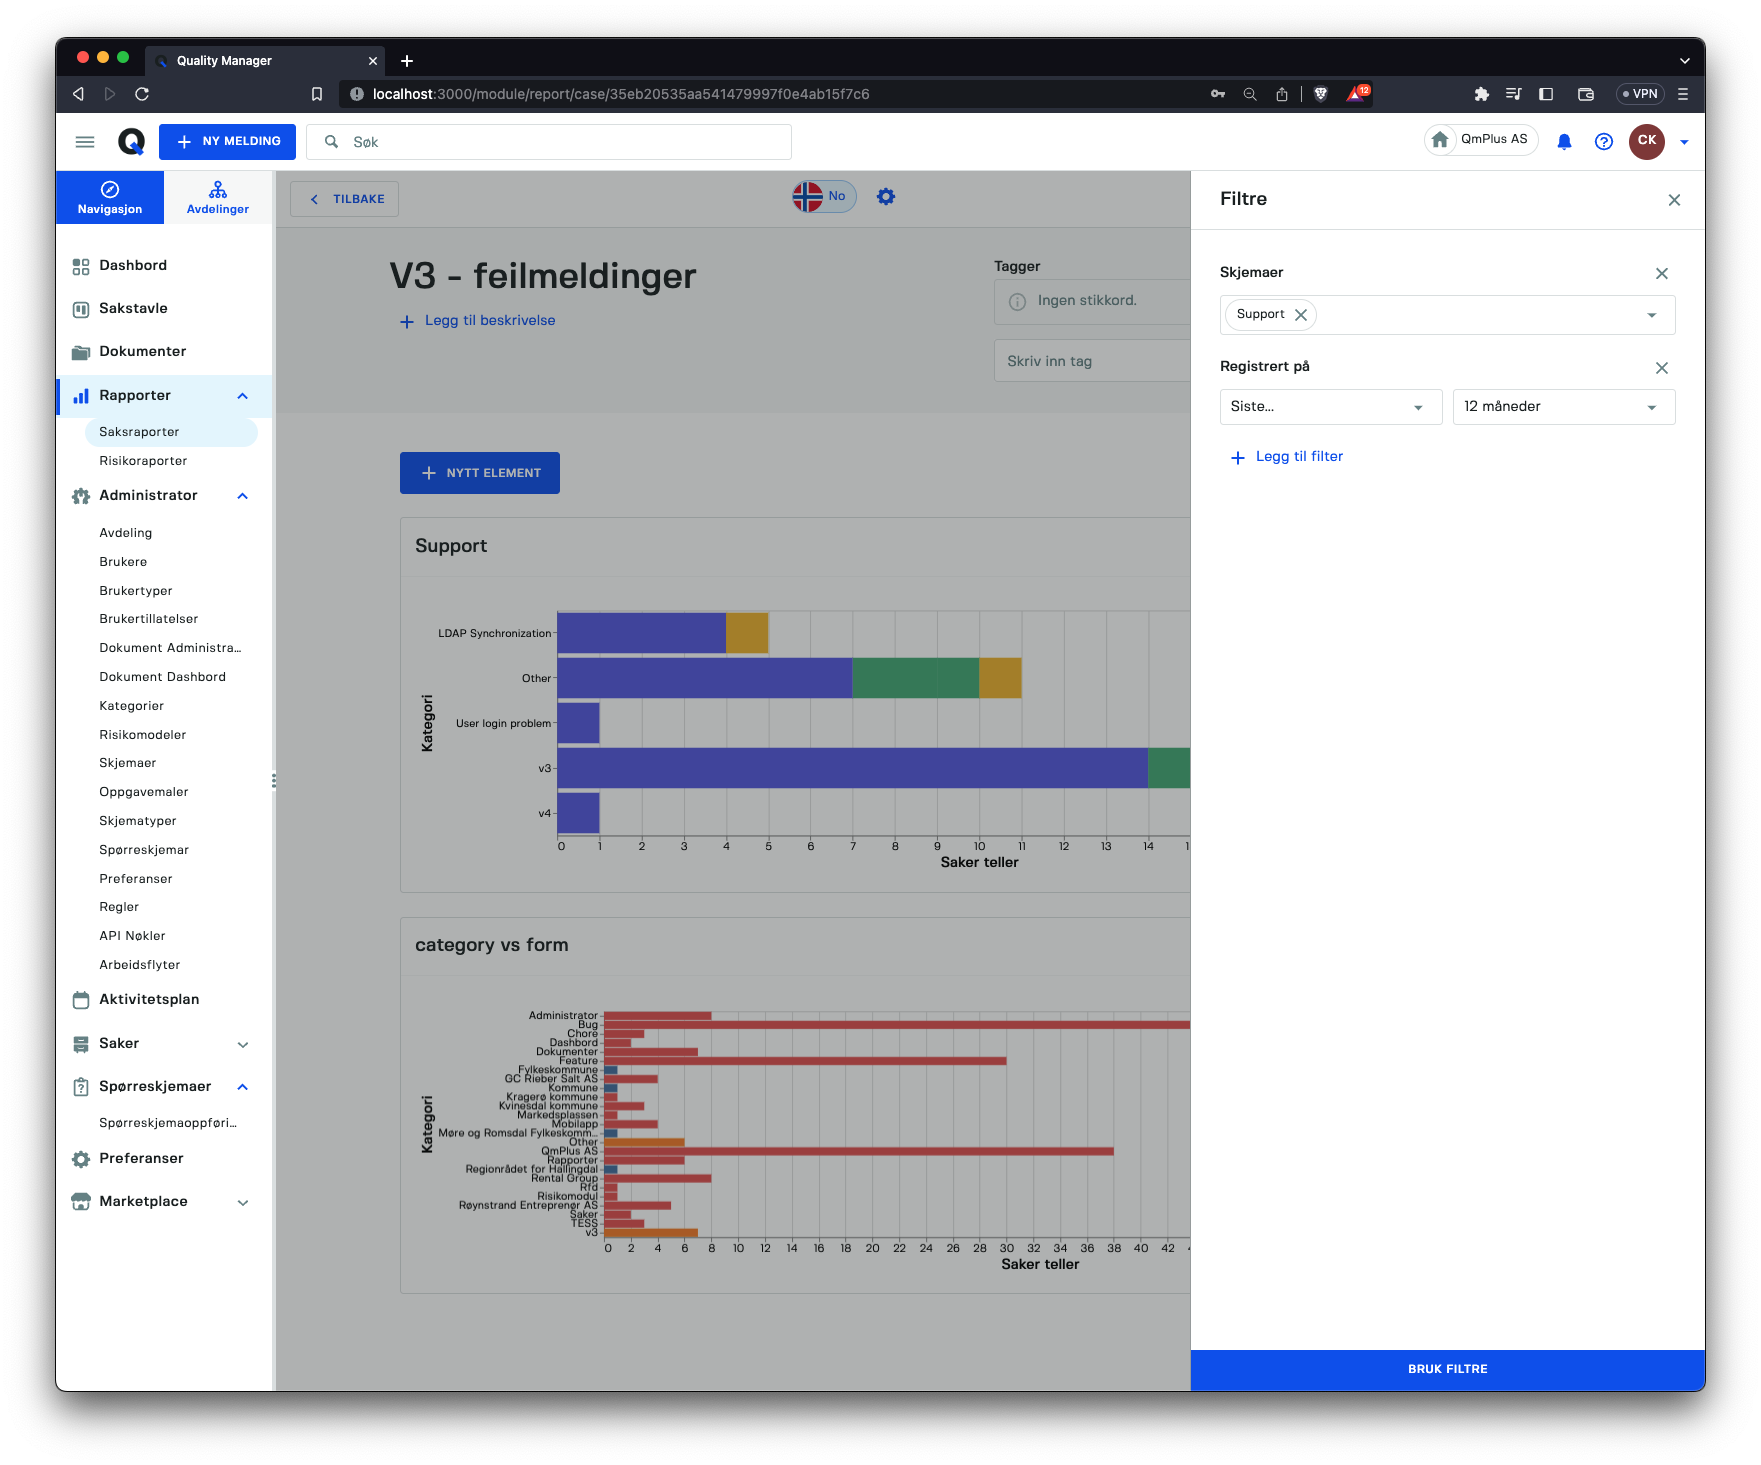 Quality Manager
localhost:3000/module/report/case/35eb20535aa541479997f0e4ab15f7c6
12
VPN
NY MELDING
Søk
QmPlus AS
CK
Navigasjon
Avdelinger
Dashbord
Sakstavle
Dokumenter
Rapporter
Saksraporter
Risikoraporter
Administrator
Avdeling
Brukere
Brukertyper
Brukertillatelser
Dokument Administra...
Dokument Dashbord
Kategorier
Risikomodeler
Skjemaer
Oppgavemaler
Skjematyper
Spørreskjemar
Preferanser
Regler
API Nøkler
Arbeidsflyter
Aktivitetsplan
Saker
Spørreskjemaer
Spørreskjemaoppføri...
Preferanser
Marketplace
TILBAKE
No
V3 - feilmeldinger
Legg til beskrivelse
Tagger
Ingen stikkord.
Skriv inn tag
NYTT ELEMENT
Support
Kategori
LDAP Synchronization
Other
User login problem
v3
v4
0 1 2 3 4 5 6 7 8 9 10 11 12 13 14 1
Saker teller
category vs form
Kategori
Administrator
Bug
Chore
Dashbord
Dokumenter
Feature
Fylkeskommune
GC Rieber Salt AS
Kommune
Kragerø kommune
Kvinesdal kommune
Markedsplassen
Mobilapp
Møre og Romsdal Fylkeskomm...
Other
QmPlus AS
Rapporter
Regionrådet for Hallingdal
Rental Group
Rfd
Risikomodul
Røynstrand Entreprenør AS
Saker
TESS
v3
0 2 4 6 8 10 12 14 16 18 20 22 24 26 28 30 32 34 36 38 40 42
Saker teller
Filtre
Skjemaer
Support
Registrert på
Siste...
12 måneder
Legg til filter
BRUK FILTRE